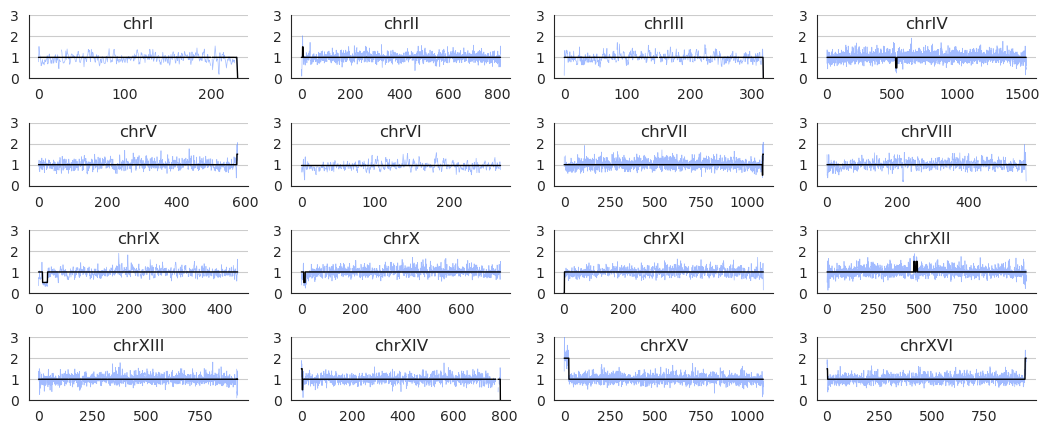 3 chrI 3 chrII 3 chrIII 3 chrIV
2 2 2 2
1 1 1 1
0 0 0 0
0 100 200 0 200 400 600 800 0 100 200 300 0 500 1000 1500
3 chrV 3 chrVI 3 chrVII 3 chrVIII
2 2 2 2
1 1 1 1
0 0 0 0
0 200 400 600 0 100 200 0 250 500 750 1000 0 200 400
3 chrIX 3 chrX 3 chrXI 3 chrXII
2 2 2 2
1 1 1 1
0 0 0 0
0 100 200 300 400 0 200 400 600 0 200 400 600 0 250 500 750 1000
3 chrXIII 3 chrXIV 3 chrXV 3 chrXVI
2 2 2 2
1 1 1 1
0 0 0 0
0 250 500 750 0 200 400 600 800 0 250 500 750 1000 0 250 500 750